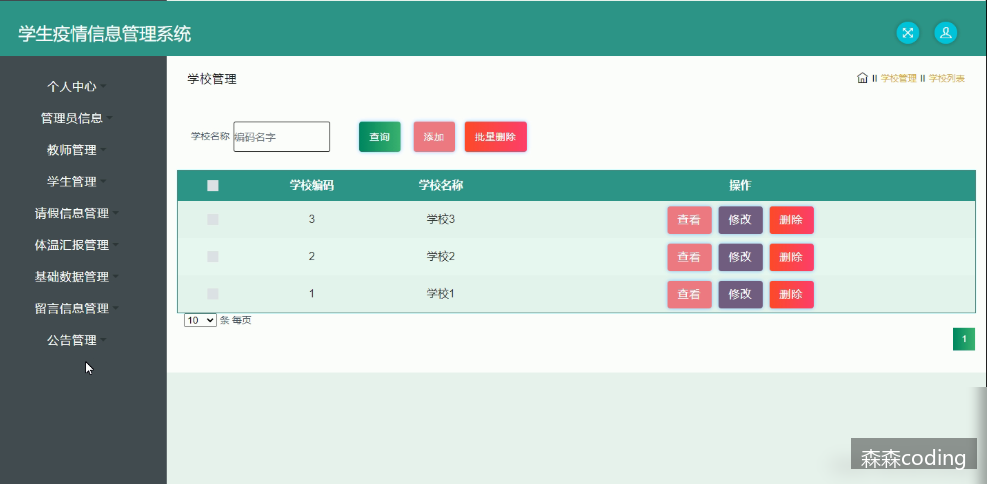 学生疫情信息管理系统
个人中心
管理员信息
教师管理
学生管理
请假信息管理
体温汇报管理
基础数据管理
留言信息管理
公告管理
学校管理
学校管理 学校列表
学校名称 编码名字 查询 添加 批量删除
学校编码 学校名称 操作
3 学校3 查看 修改 删除
2 学校2 查看 修改 删除
1 学校1 查看 修改 删除
10 条 每页
1
森森coding